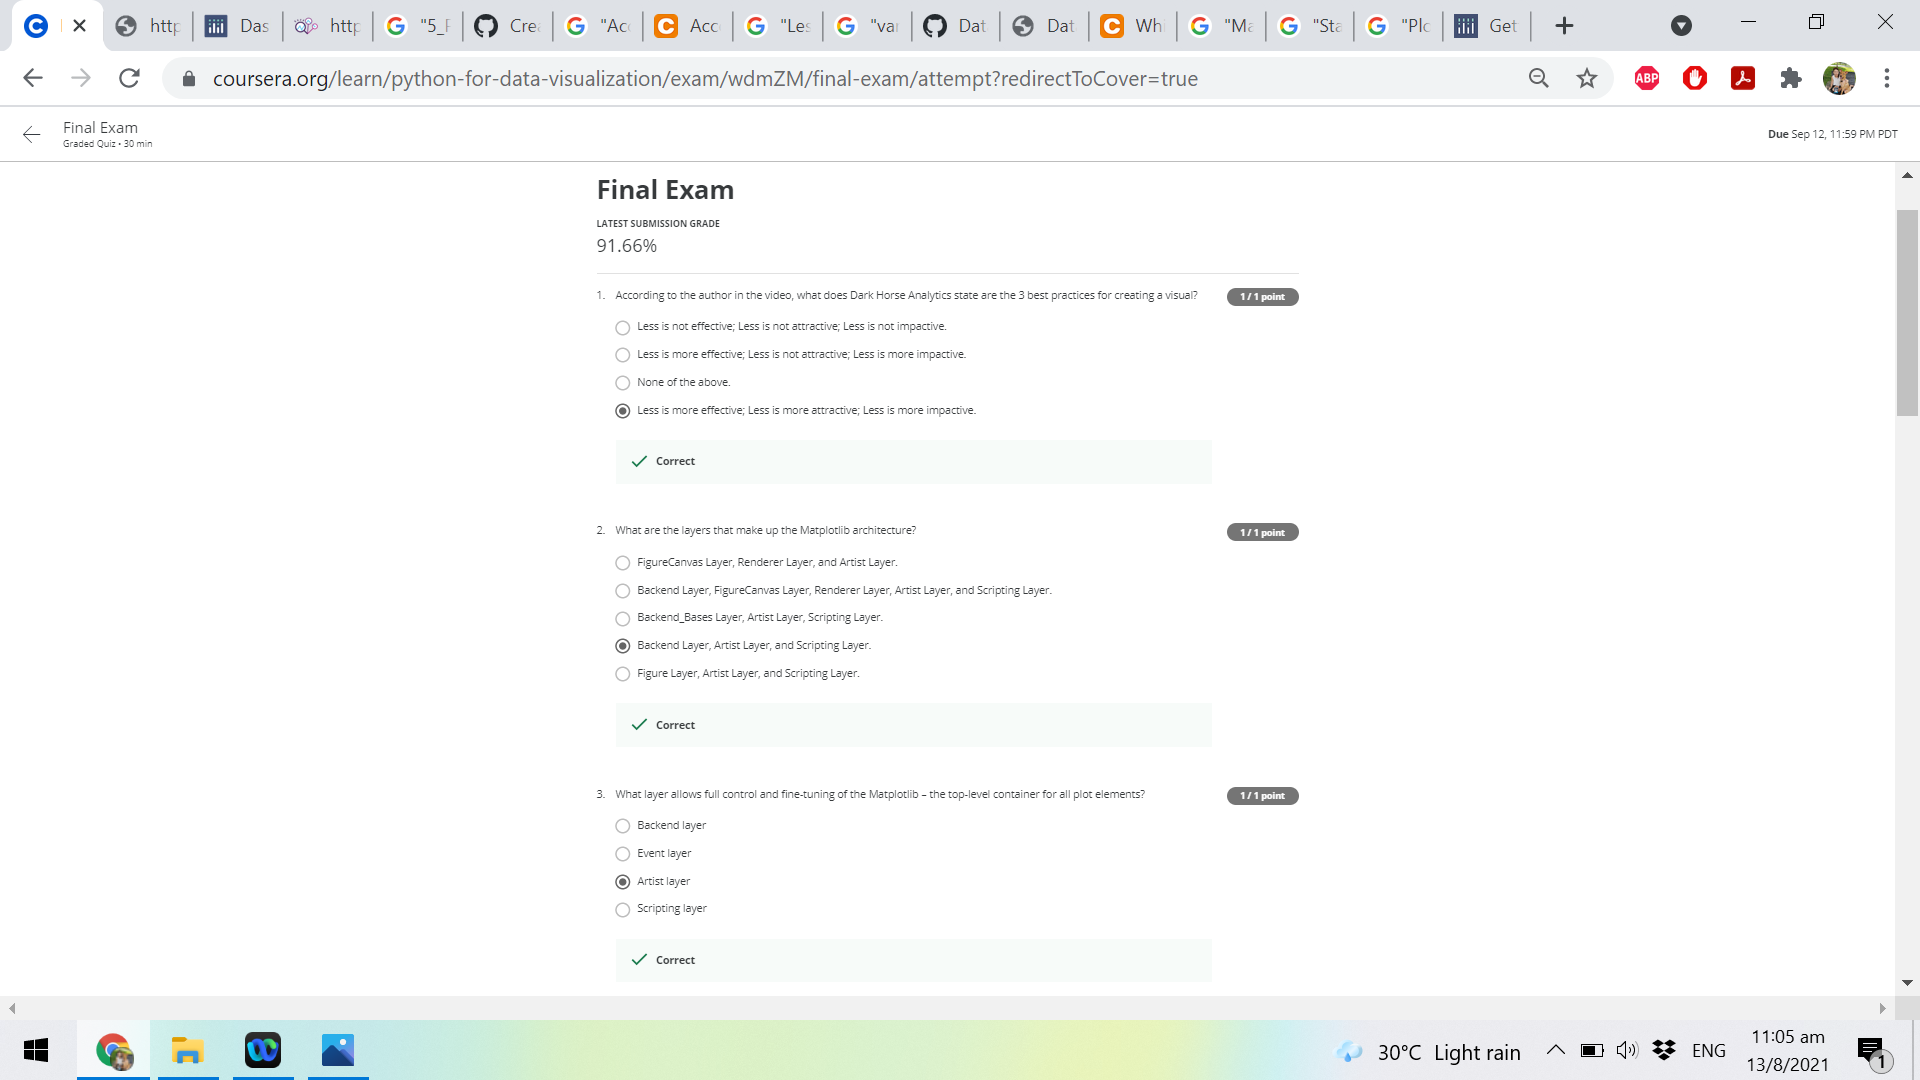 http
Das
http
"5_F
Crea
"Acc
Acce
"Les
"var
Dat
Dat
Whi
"Ma
"Sta
"Plo
Get
coursera.org/learn/python-for-data-visualization/exam/wdmZM/final-exam/attempt?redirectToCover=true
ABP
Final Exam
Graded Quiz • 30 min
Due Sep 12, 11:59 PM PDT
Final Exam
LATEST SUBMISSION GRADE
91.66%
1. According to the author in the video, what does Dark Horse Analytics state are the 3 best practices for creating a visual?
1 / 1 point
Less is not effective; Less is not attractive; Less is not impactive.
Less is more effective; Less is not attractive; Less is more impactive.
None of the above.
Less is more effective; Less is more attractive; Less is more impactive.
Correct
2. What are the layers that make up the Matplotlib architecture?
1 / 1 point
FigureCanvas Layer, Renderer Layer, and Artist Layer.
Backend Layer, FigureCanvas Layer, Renderer Layer, Artist Layer, and Scripting Layer.
Backend_Bases Layer, Artist Layer, Scripting Layer.
Backend Layer, Artist Layer, and Scripting Layer.
Figure Layer, Artist Layer, and Scripting Layer.
Correct
3. What layer allows full control and fine-tuning of the Matplotlib – the top-level container for all plot elements?
1 / 1 point
Backend layer
Event layer
Artist layer
Scripting layer
Correct
30°C Light rain
ENG
11:05 am
13/8/2021
1